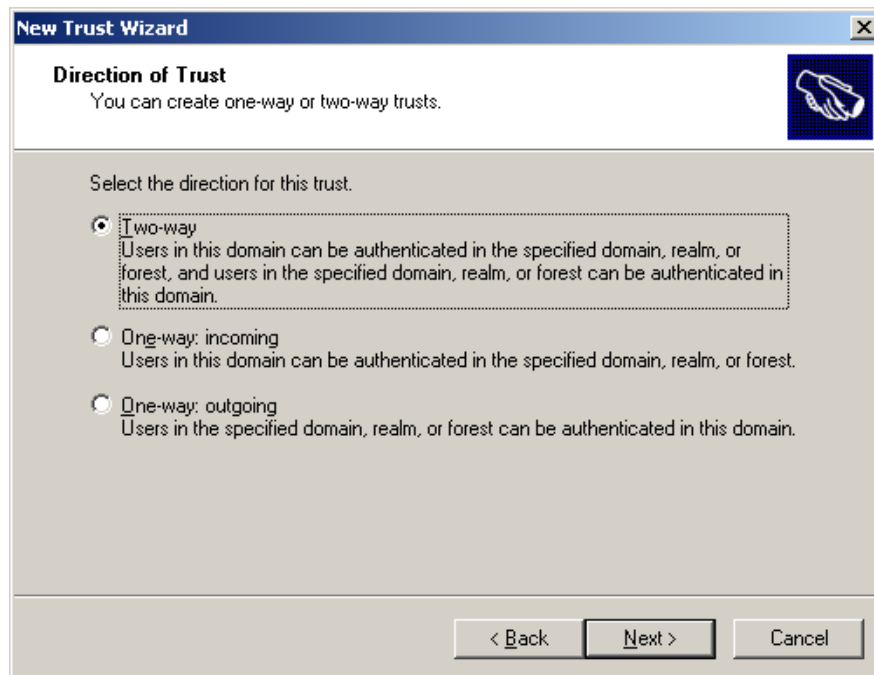 New Trust Wizard
Direction of Trust
You can create one-way or two-way trusts.
Select the direction for this trust.
Two-way
Users in this domain can be authenticated in the specified domain, realm, or
forest, and users in the specified domain, realm, or forest can be authenticated in
this domain.
One-way: incoming
Users in this domain can be authenticated in the specified domain, realm, or forest.
One-way: outgoing
Users in the specified domain, realm, or forest can be authenticated in this domain.
< Back Next > Cancel